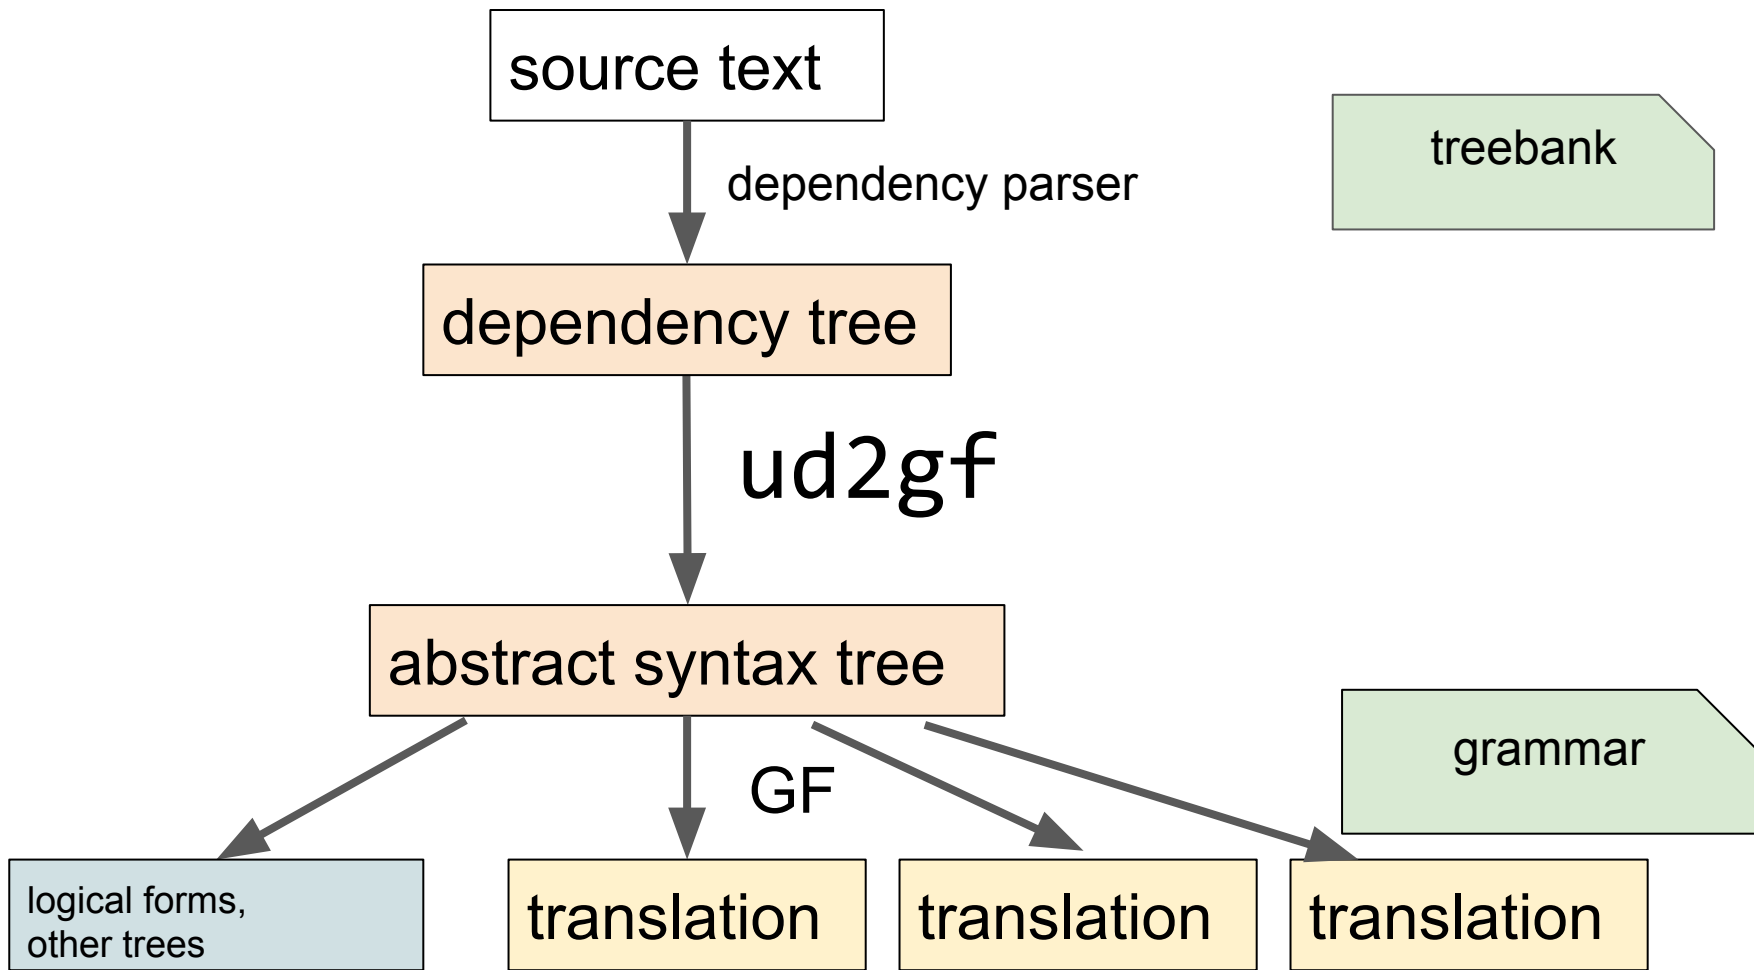 source text
treebank
dependency parser
dependency tree
ud2gf
abstract syntax tree
grammar
GF
logical forms,
other trees
translation
translation
translation